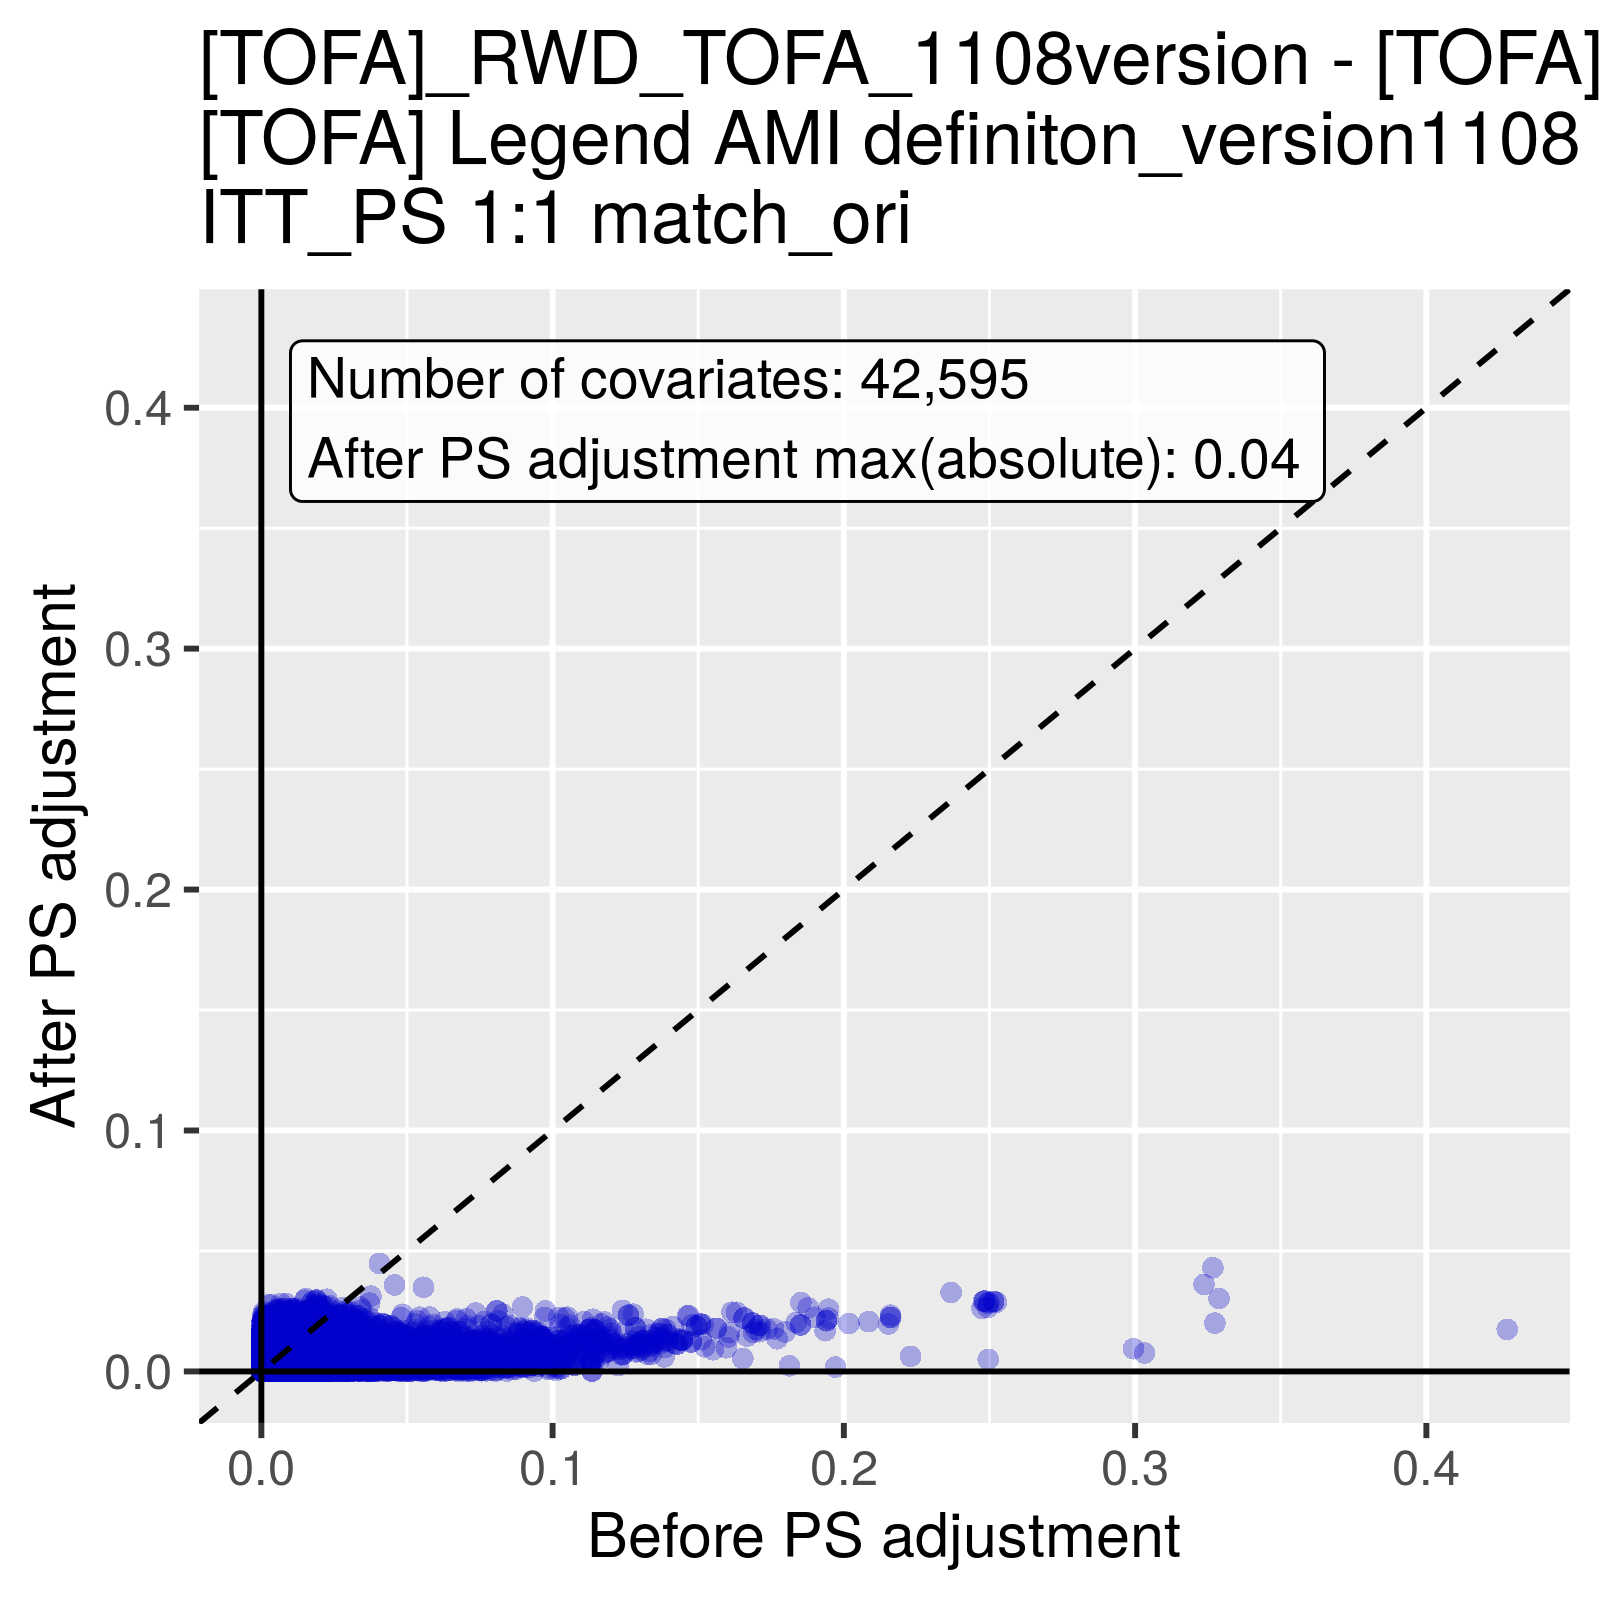 [TOFA]_RWD_TOFA_1108version - [TOFA]
[TOFA] Legend AMI definiton_version1108
ITT_PS 1:1 match_ori
Number of covariates: 42,595
After PS adjustment max(absolute): 0.04
After PS adjustment
0.4
0.3
0.2
0.1
0.0
0.0 0.1 0.2 0.3 0.4
Before PS adjustment